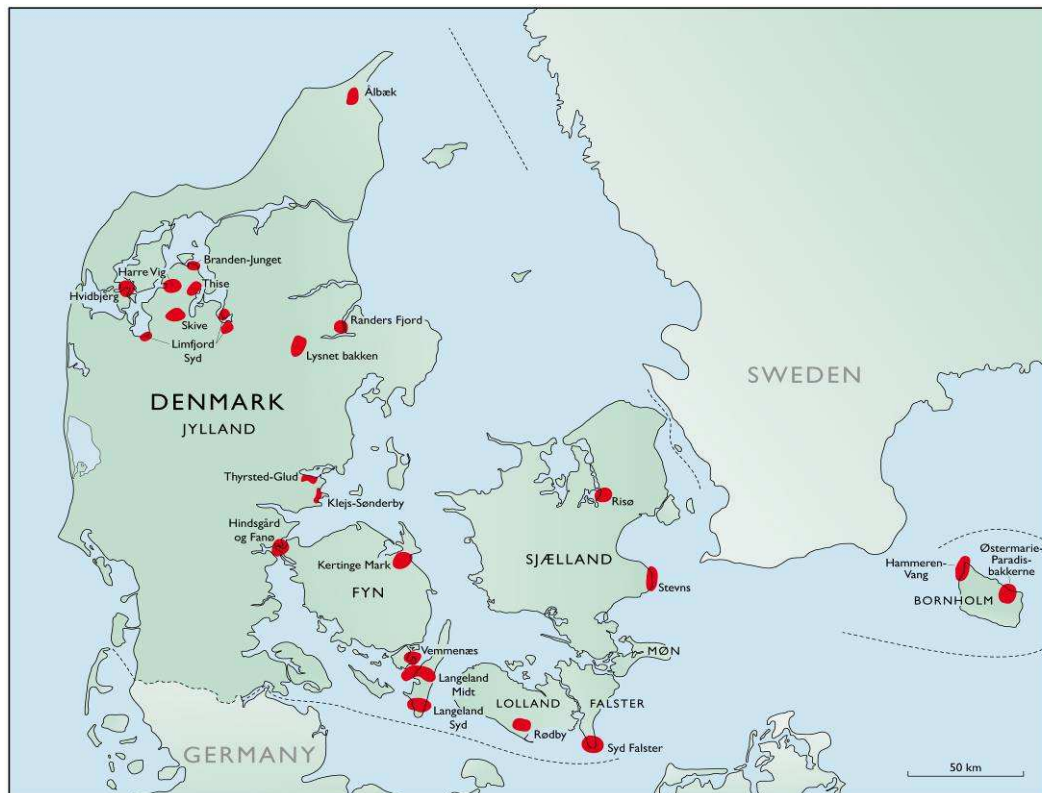 Ålbæk
Branden-Junget
Harre Vig
Thise
Hvidbjerg
Skive
Randers Fjord
Limfjord
Syd
Lysnet bakken
SWEDEN
DENMARK
JYLLAND
Thyrsted-Glud
Klejs-Sønderby
Risø
Hindsgård
og Fanø
Kertinge Mark
SJÆLLAND
FYN
Stevns
Østermarie-
Paradis-
bakkerne
Hammeren-
Vang
BORNHOLM
Vemmenæs
MØN
Langeland
Midt
LOLLAND
FALSTER
Langeland
Syd
Rødby
Syd Falster
GERMANY
50 km